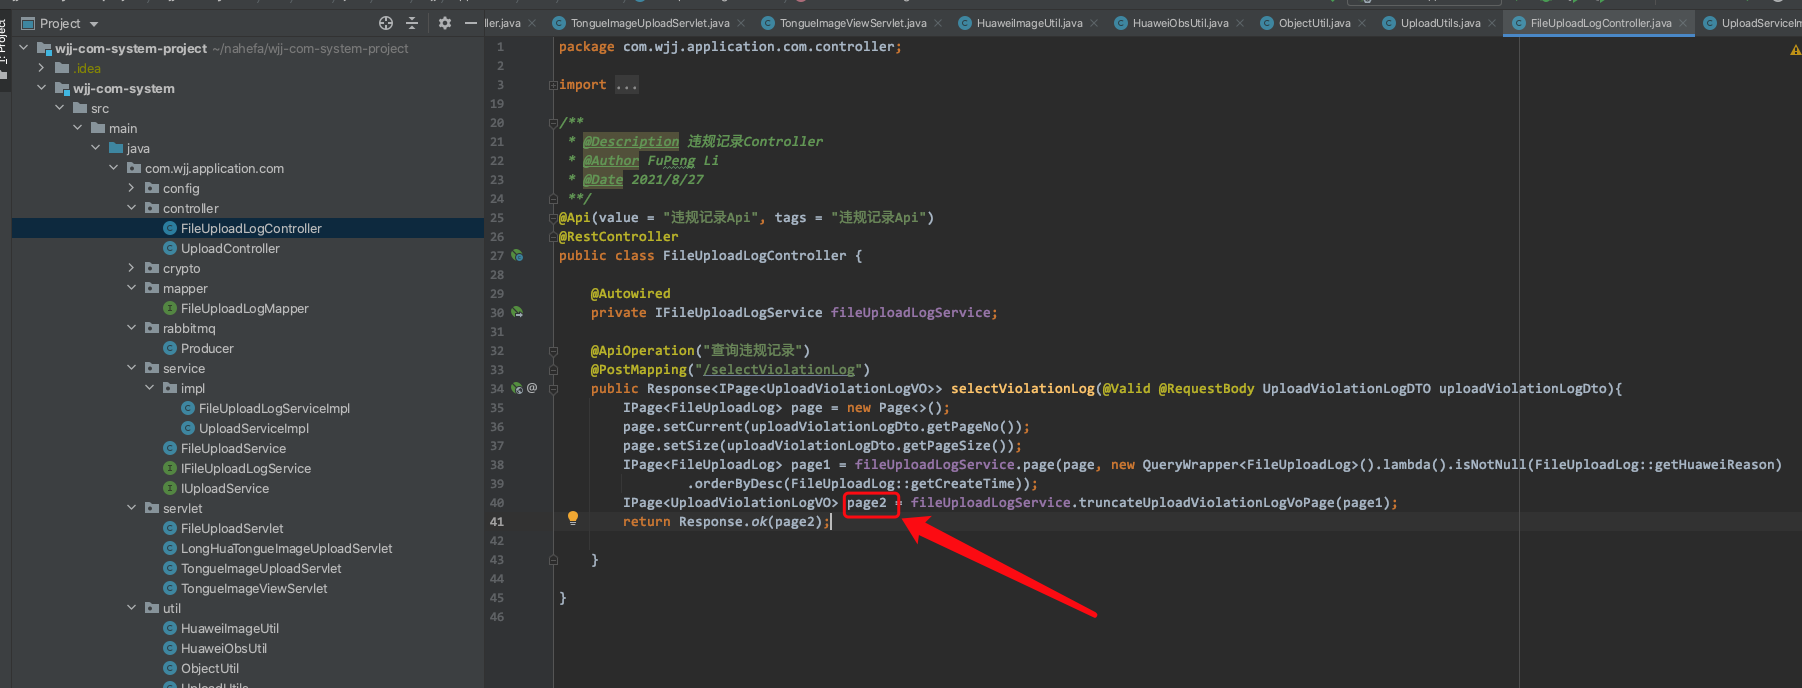 1: Project
Project
ller.java
TongueImageUploadServlet.java
TongueImageViewServlet.java
HuaweiImageUtil.java
HuaweiObsUtil.java
ObjectUtil.java
UploadUtils.java
FileUploadLogController.java
UploadServiceIm
wjj-com-system-project ~/nahefa/wjj-com-system-project
.idea
wjj-com-system
src
main
java
com.wjj.application.com
config
controller
FileUploadLogController
UploadController
crypto
mapper
FileUploadLogMapper
rabbitmq
Producer
service
impl
FileUploadLogServiceImpl
UploadServiceImpl
FileUploadService
IFileUploadLogService
IUploadService
servlet
FileUploadServlet
LongHuaTongueImageUploadServlet
TongueImageUploadServlet
TongueImageViewServlet
util
HuaweiImageUtil
HuaweiObsUtil
ObjectUtil
UploadUtils
1 package com.wjj.application.com.controller;
2
3 import ...
19
20 /**
21 * @Description 违规记录Controller
22 * @Author FuPeng Li
23 * @Date 2021/8/27
24 **/
25 @Api(value = "违规记录Api", tags = "违规记录Api")
26 @RestController
27 public class FileUploadLogController {
28
29 @Autowired
30 private IFileUploadLogService fileUploadLogService;
31
32 @ApiOperation("查询违规记录")
33 @PostMapping("/selectViolationLog")
34 @ public Response<IPage<UploadViolationLogVO>> selectViolationLog(@Valid @RequestBody UploadViolationLogDTO uploadViolationLogDto){
35 IPage<FileUploadLog> page = new Page<>();
36 page.setCurrent(uploadViolationLogDto.getPageNo());
37 page.setSize(uploadViolationLogDto.getPageSize());
38 IPage<FileUploadLog> page1 = fileUploadLogService.page(page, new QueryWrapper<FileUploadLog>().lambda().isNotNull(FileUploadLog::getHuaweiReason)
39 .orderByDesc(FileUploadLog::getCreateTime));
40 IPage<UploadViolationLogVO> page2 = fileUploadLogService.truncateUploadViolationLogVoPage(page1);
41 return Response.ok(page2);
42
43 }
44
45 }
46